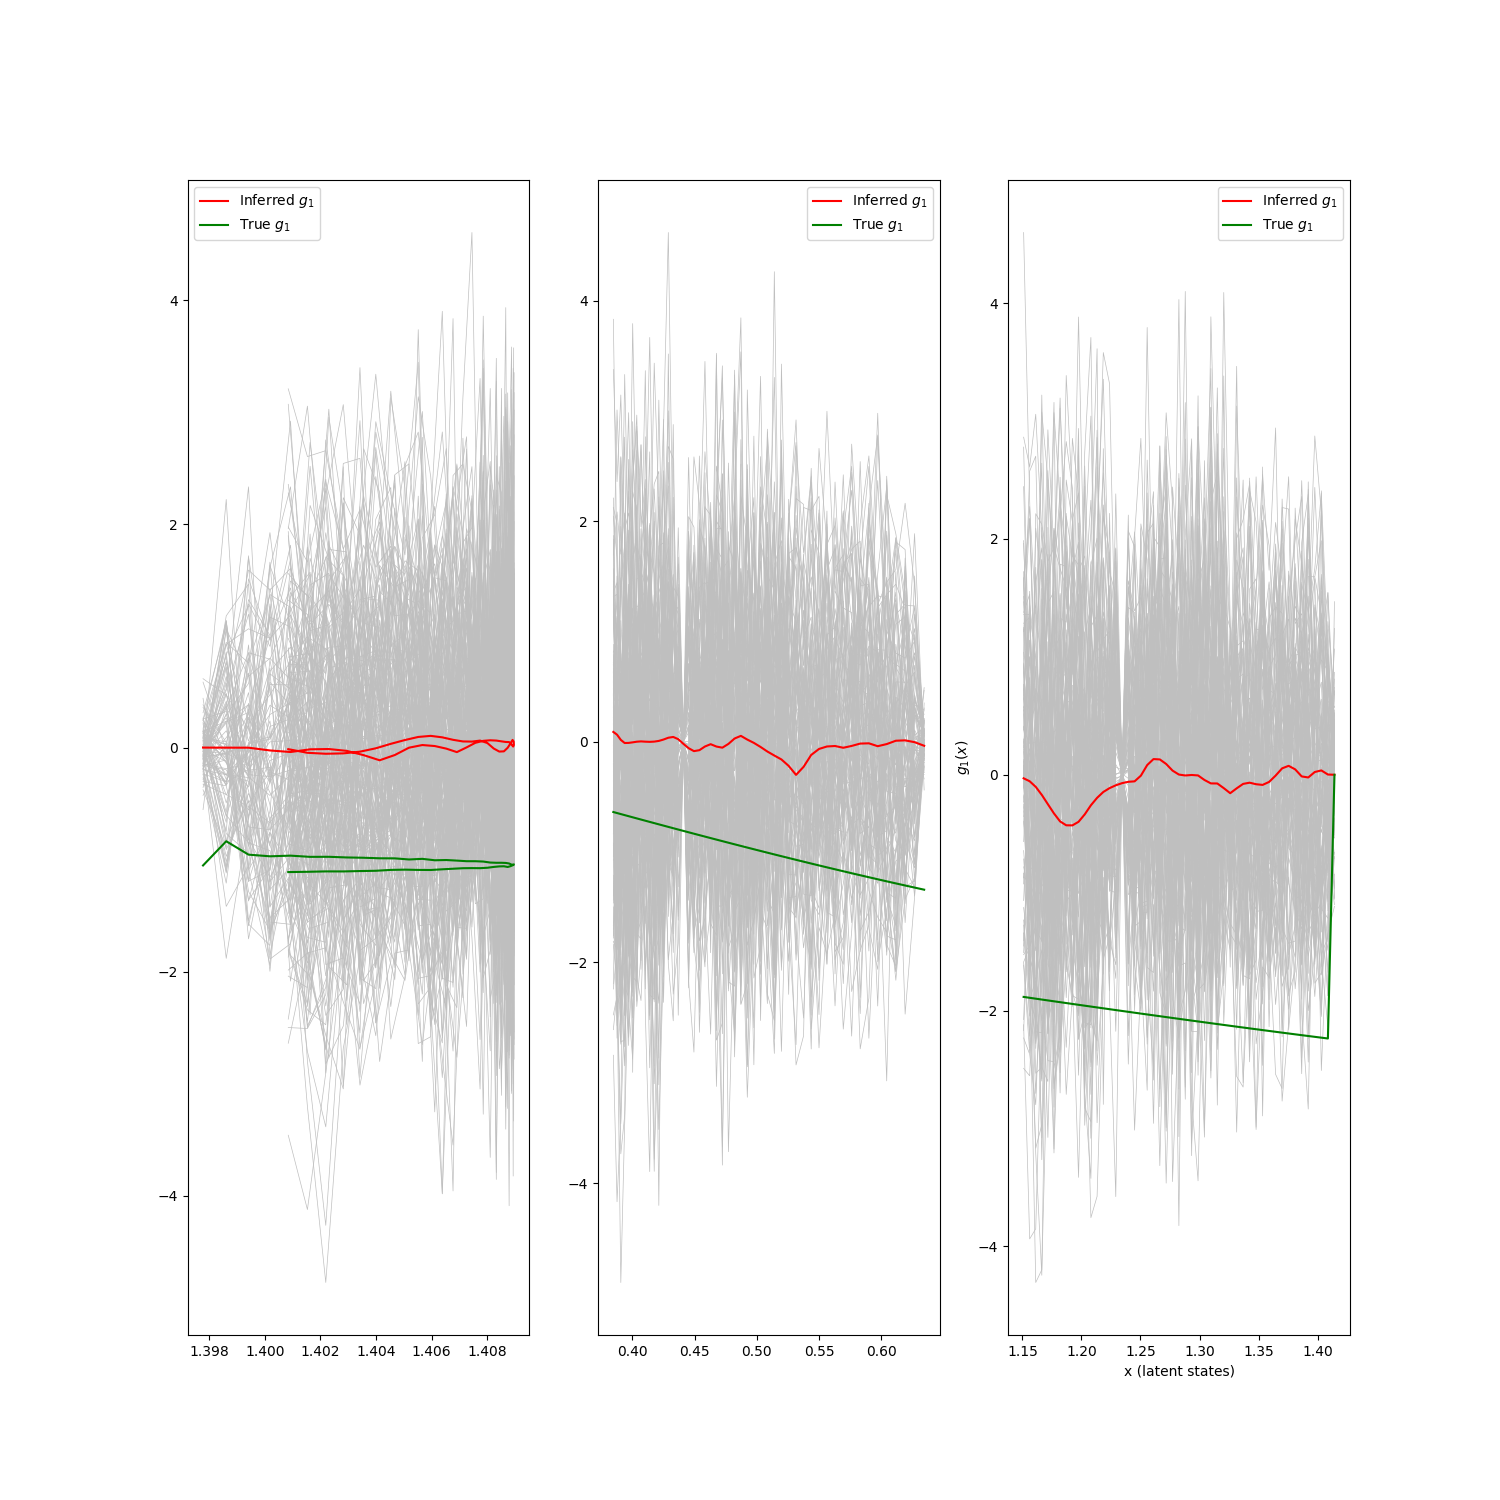 Inferred g₁
True g₁
4
2
0
−2
−4
1.398 1.400 1.402 1.404 1.406 1.408
Inferred g₁
True g₁
4
2
0
−2
−4
0.40 0.45 0.50 0.55 0.60
Inferred g₁
True g₁
g₁(x)
4
2
0
−2
−4
1.15 1.20 1.25 1.30 1.35 1.40
x (latent states)